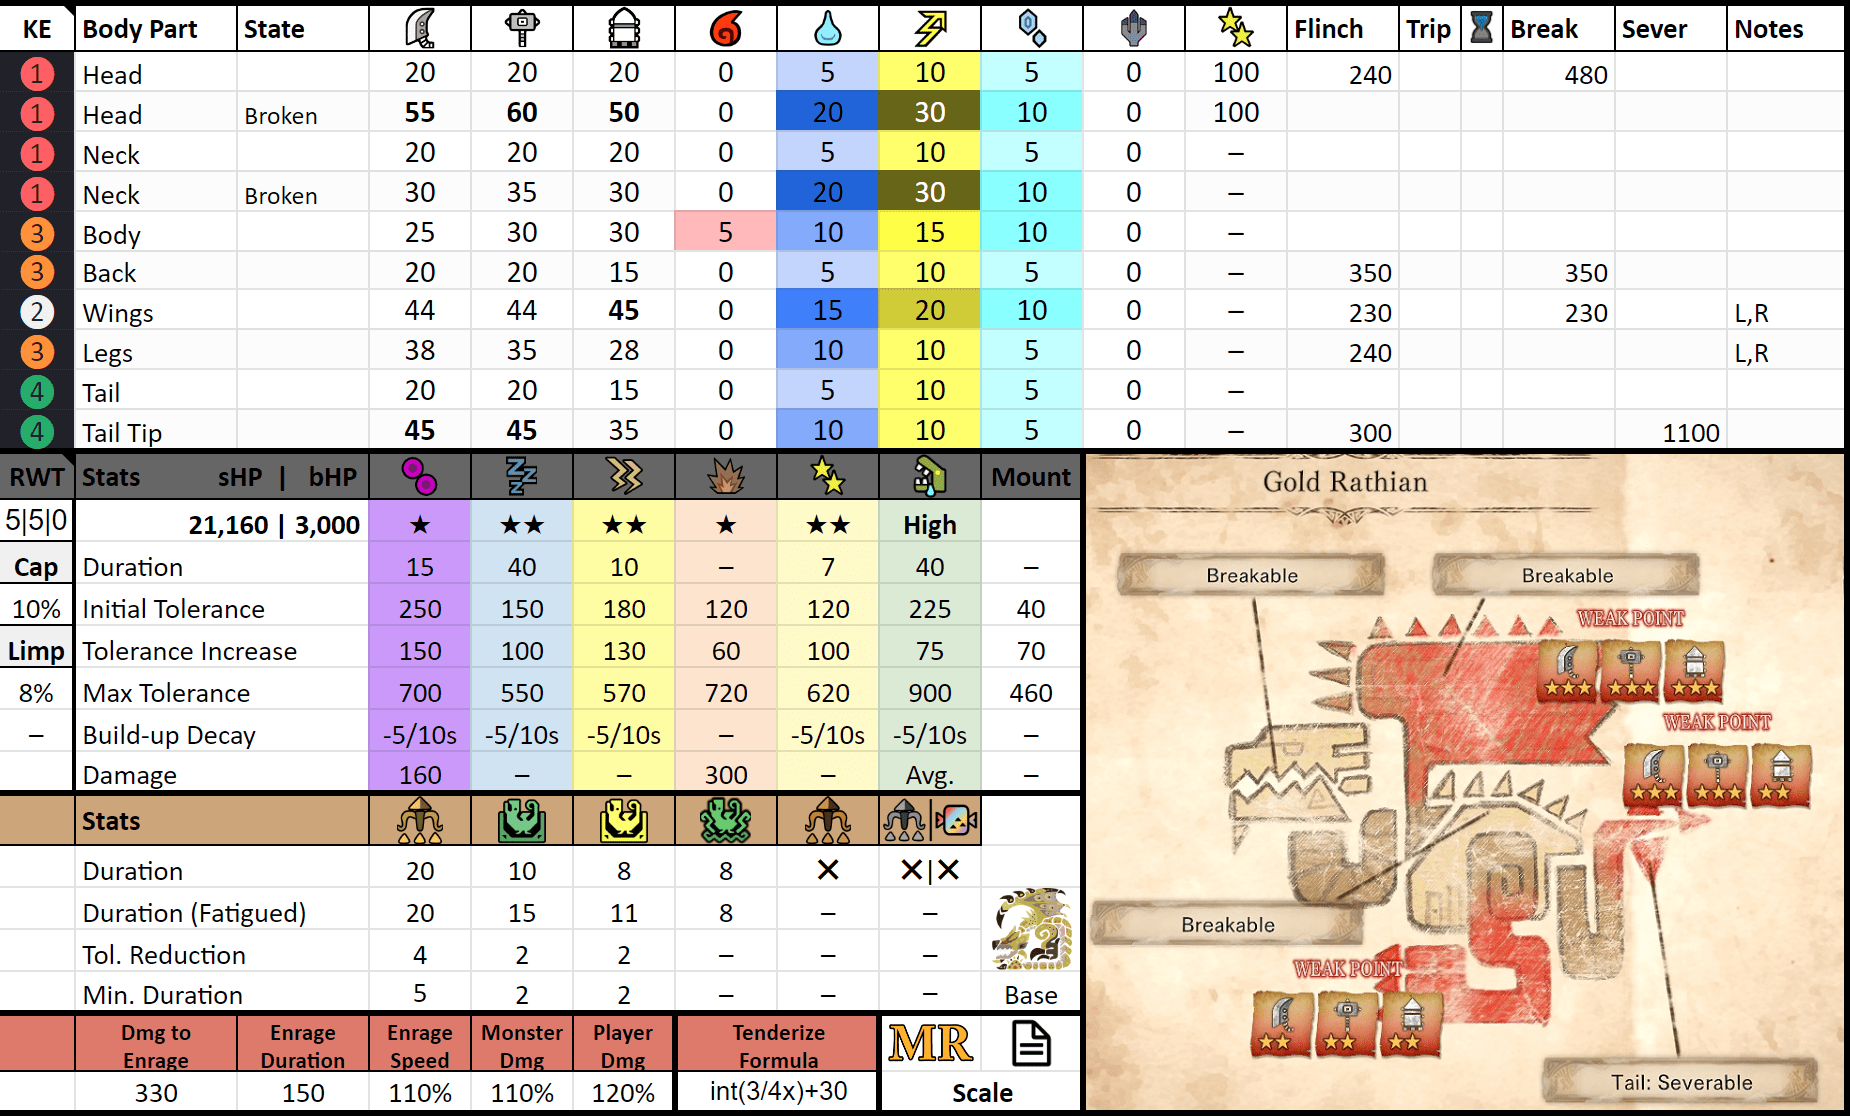 KE Body Part State Flinch Trip Break Sever Notes
1 Head 20 20 20 0 5 10 5 0 100 240 480
1 Head Broken 55 60 50 0 20 30 10 0 100
1 Neck 20 20 20 0 5 10 5 0 –
1 Neck Broken 30 35 30 0 20 30 10 0 –
3 Body 25 30 30 5 10 15 10 0 –
3 Back 20 20 15 0 5 10 5 0 – 350 350
2 Wings 44 44 45 0 15 20 10 0 – 230 230 L,R
3 Legs 38 35 28 0 10 10 5 0 – 240 L,R
4 Tail 20 20 15 0 5 10 5 0 –
4 Tail Tip 45 45 35 0 10 10 5 0 – 300 1100
RWT Stats sHP | bHP Mount
5|5|0 21,160 | 3,000 ★ ★★ ★★ ★ ★★ High
Cap Duration 15 40 10 – 7 40 –
10% Initial Tolerance 250 150 180 120 120 225 40
Limp Tolerance Increase 150 100 130 60 100 75 70
8% Max Tolerance 700 550 570 720 620 900 460
– Build-up Decay -5/10s -5/10s -5/10s – -5/10s -5/10s –
Damage 160 – – 300 – Avg. –
Stats
Duration 20 10 8 8 ✕ ✕|✕
Duration (Fatigued) 20 15 11 8 – –
Tol. Reduction 4 2 2 – – –
Min. Duration 5 2 2 – – – Base
Dmg to Enrage Enrage Duration Enrage Speed Monster Dmg Player Dmg Tenderize Formula MR
330 150 110% 110% 120% int(3/4x)+30 Scale
Gold Rathian
Breakable Breakable
WEAK POINT
★★★ ★★★ ★★★
WEAK POINT
★★★ ★★★ ★★
Breakable
WEAK POINT
★★ ★★ ★★
Tail: Severable